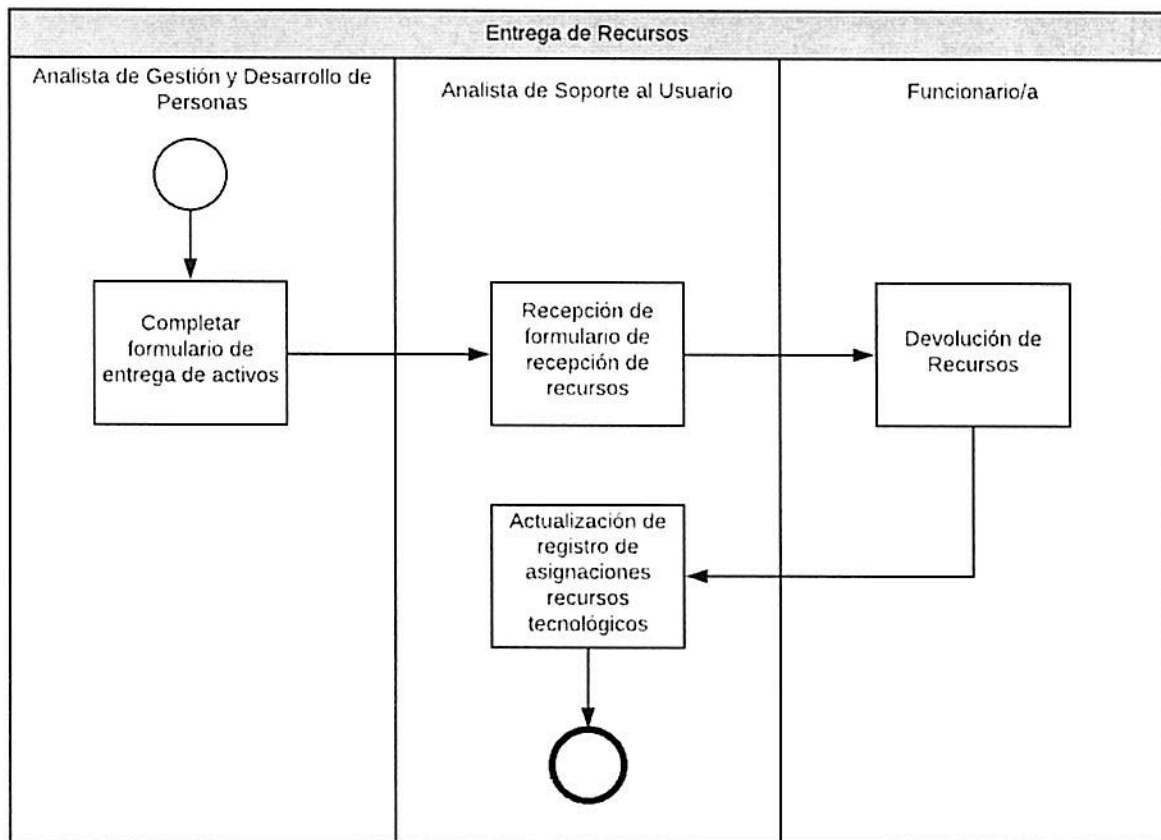 Entrega de Recursos
Analista de Gestión y Desarrollo de
Personas
Analista de Soporte al Usuario
Funcionario/a
Completar
formulario de
entrega de activos
Recepción de
formulario de
recepción de
recursos
Devolución de
Recursos
Actualización de
registro de
asignaciones
recursos
tecnológicos